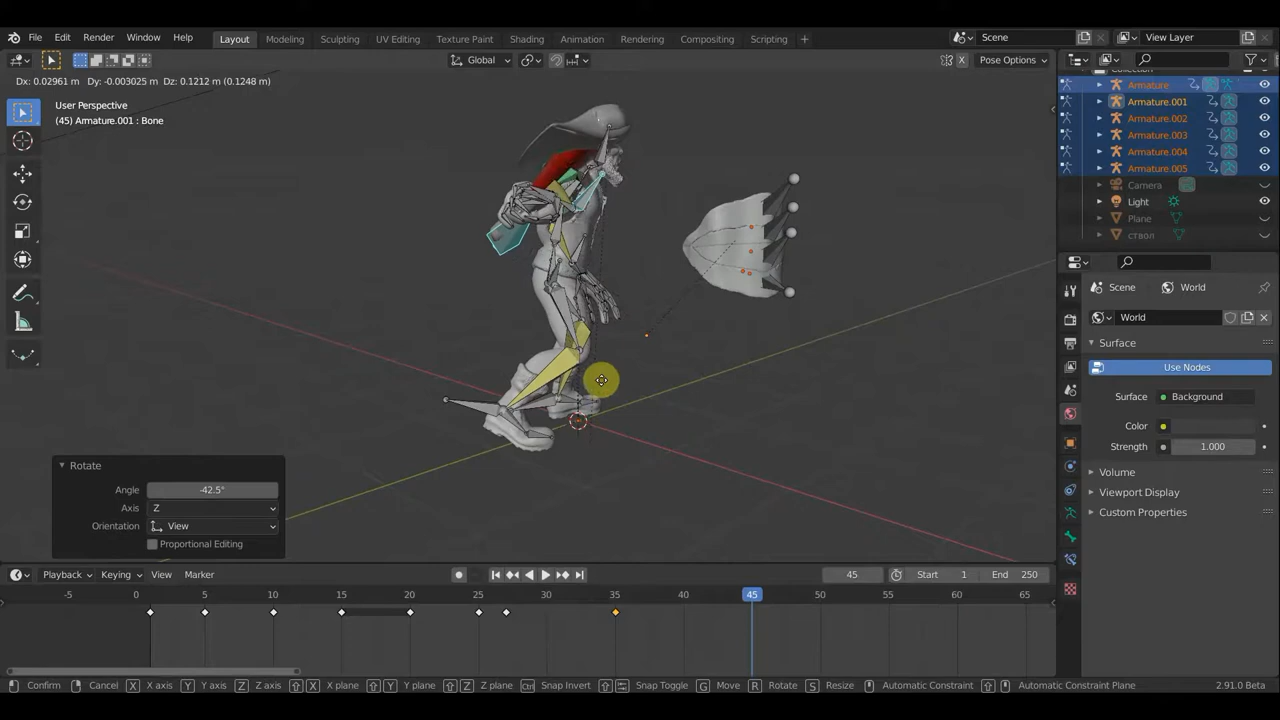 File Edit Render Window Help Layout Modeling Sculpting UV Editing Texture Paint Shading Animation Rendering Compositing Scripting + Scene View Layer
Global Pose Options
Dx: 0.02961 m Dy: -0.003025 m Dz: 0.1212 m (0.1248 m)
User Perspective
(45) Armature.001 : Bone
X
Collection
Armature
Armature.001
Armature.002
Armature.003
Armature.004
Armature.005
Camera
Light
Plane
ствол
Scene World
World
Surface
Use Nodes
Surface Background
Color
Strength 1.000
Volume
Viewport Display
Custom Properties
Rotate
Angle -42.5°
Axis Z
Orientation View
Proportional Editing
Playback Keying View Marker 45 Start 1 End 250
-5 0 5 10 15 20 25 30 35 40 45 50 55 60 65
Confirm Cancel X X axis Y Y axis Z Z axis X X plane Y Y plane Z Z plane Ctrl Snap Invert Snap Toggle G Move R Rotate S Resize Automatic Constraint Automatic Constraint Plane 2.91.0 Beta